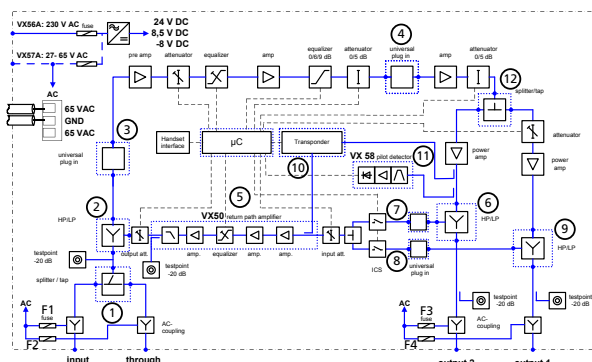 VX56A: 230 V AC
fuse
24 V DC
8,5 V DC
-8 V DC
VX57A: 27- 65 V AC
AC
65 VAC
GND
65 VAC
pre amp
attenuator
equalizer
amp
equalizer
0/6/9 dB
attenuator
0/5 dB
4
universal
plug in
amp
attenuator
0/5 dB
12
splitter/tap
3
universal
plug in
Handset
interface
µC
Transponder
10
11
VX 58 pilot detector
power
amp
attenuator
power
amp
5
VX50 return path amplifier
2
HP/LP
output att.
amp.
equalizer
amp.
amp.
input att.
7
8
ICS
universal
plug in
6
HP/LP
9
HP/LP
testpoint
-20 dB
testpoint
-20 dB
splitter / tap
1
testpoint
-20 dB
testpoint
-20 dB
AC
F1
fuse
F2
AC-
coupling
AC
F3
fuse
F4
AC-
coupling
input
through
output 2
output 1